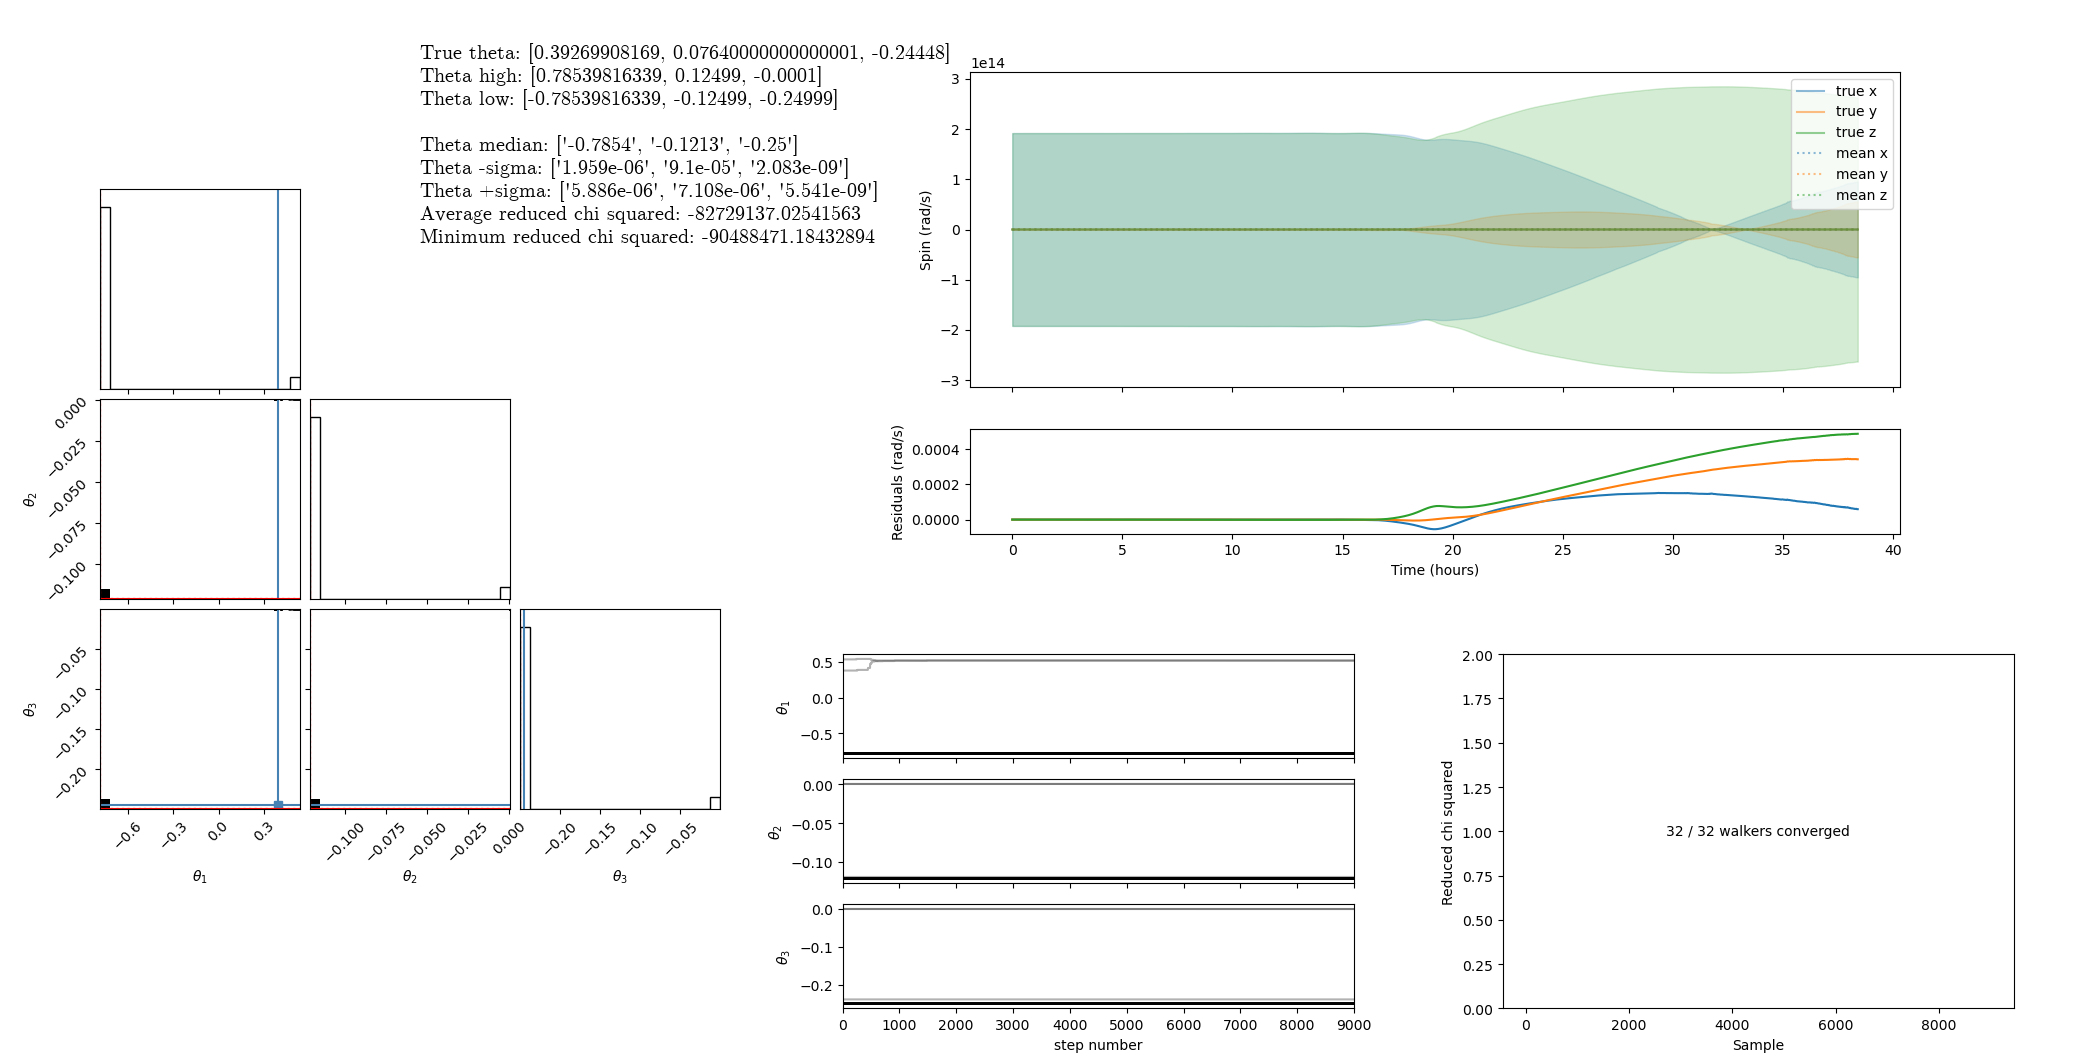 True theta: [0.39269908169, 0.07640000000000001, -0.24448]
Theta high: [0.78539816339, 0.12499, -0.0001]
Theta low: [-0.78539816339, -0.12499, -0.24999]
Theta median: ['-0.7854', '-0.1213', '-0.25']
Theta -sigma: ['1.959e-06', '9.1e-05', '2.083e-09']
Theta +sigma: ['5.886e-06', '7.108e-06', '5.541e-09']
Average reduced chi squared: -82729137.02541563
Minimum reduced chi squared: -90488471.18432894
1e14
3
2
1
0
−1
−2
−3
Spin (rad/s)
true x
true y
true z
mean x
mean y
mean z
0.0004
0.0002
0.0000
Residuals (rad/s)
0 5 10 15 20 25 30 35 40
Time (hours)
0.000
−0.025
−0.050
−0.075
−0.100
θ2
−0.05
−0.10
−0.15
−0.20
θ3
−0.6 −0.3 0.0 0.3
θ1
−0.100 −0.075 −0.050 −0.025 0.000
θ2
−0.20 −0.15 −0.10 −0.05
θ3
0.5
0.0
−0.5
θ1
0.00
−0.05
−0.10
θ2
0.0
−0.1
−0.2
θ3
0 1000 2000 3000 4000 5000 6000 7000 8000 9000
step number
2.00
1.75
1.50
1.25
1.00
0.75
0.50
0.25
0.00
Reduced chi squared
32 / 32 walkers converged
0 2000 4000 6000 8000
Sample